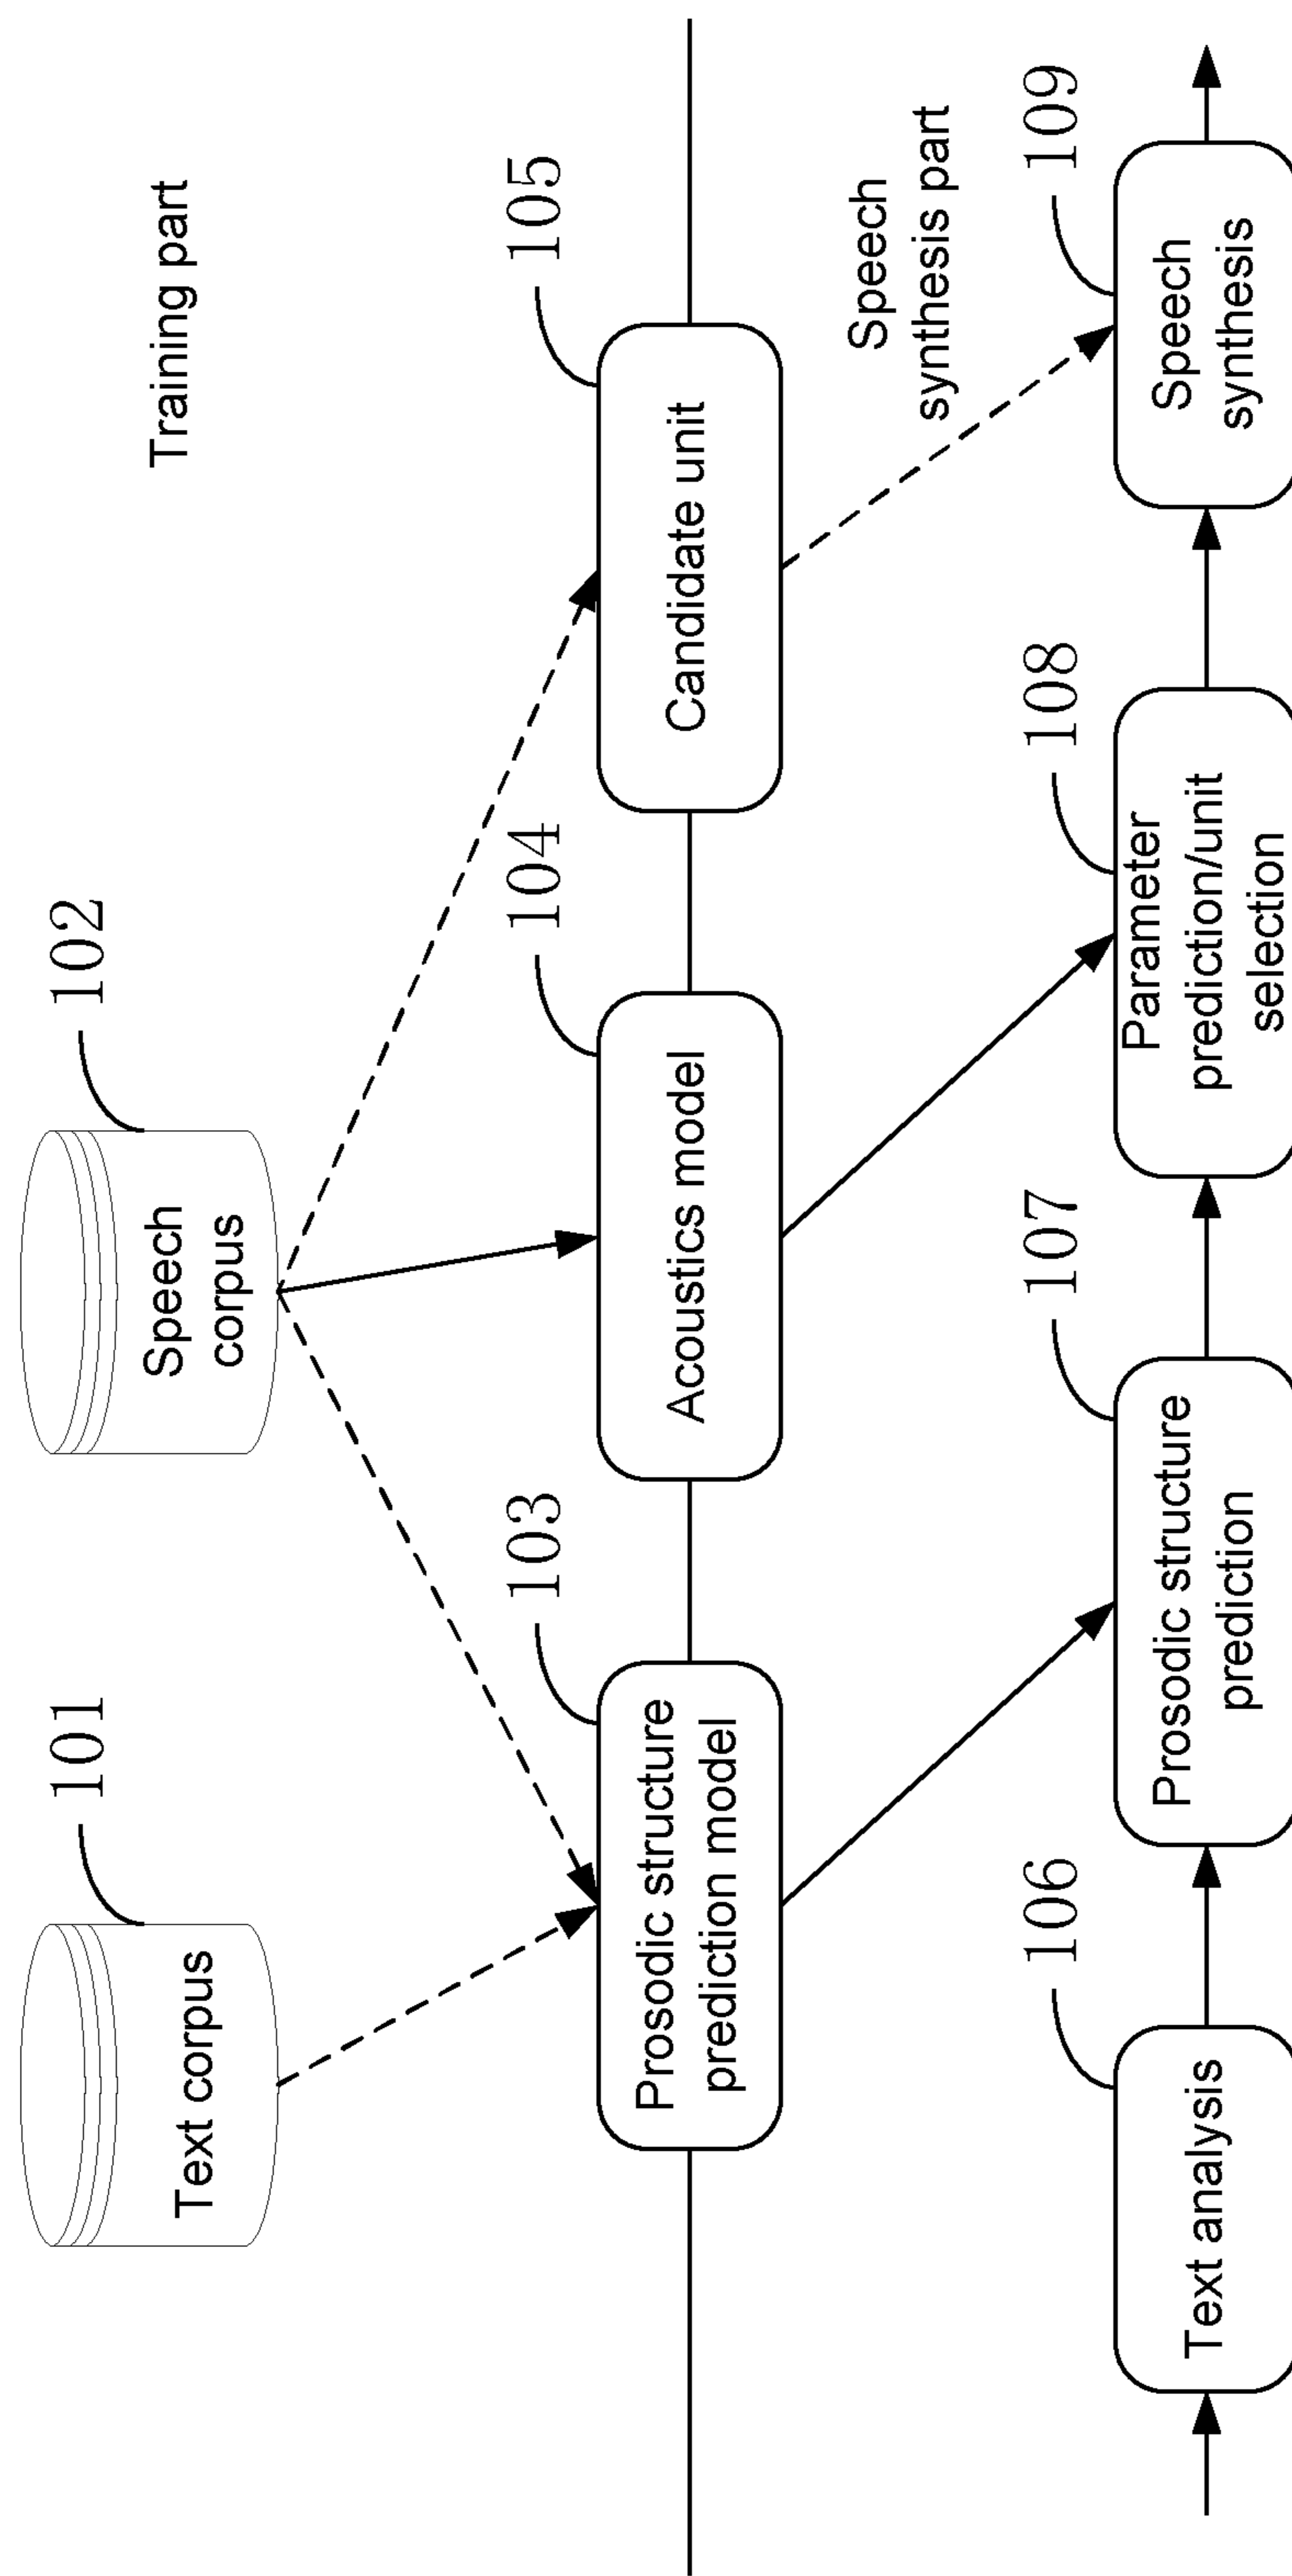 101
102
Text corpus
Speech
corpus
Training part
103
104
105
Prosodic structure
prediction model
Acoustics model
Candidate unit
Speech
synthesis part
106
107
108
109
Text analysis
Prosodic structure
prediction
Parameter
prediction/unit
selection
Speech
synthesis